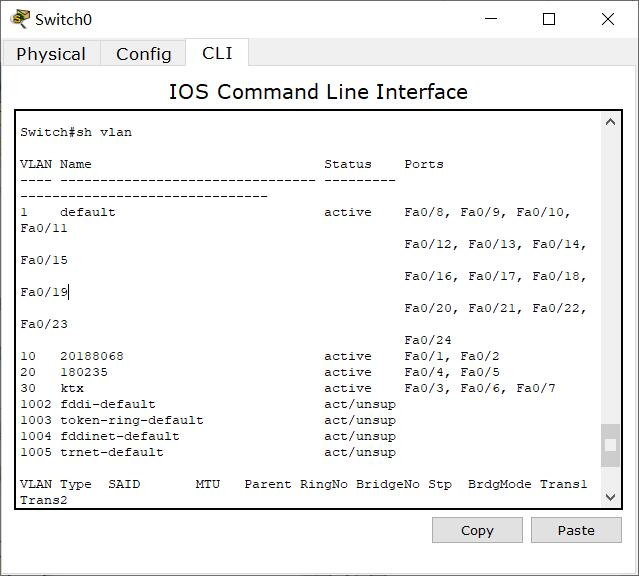 Switch0
Physical Config CLI
IOS Command Line Interface
Switch#sh vlan
VLAN Name                             Status    Ports
---- -------------------------------- ---------
-------------------------------
1    default                          active    Fa0/8, Fa0/9, Fa0/10,
Fa0/11
                                                Fa0/12, Fa0/13, Fa0/14,
Fa0/15
                                                Fa0/16, Fa0/17, Fa0/18,
Fa0/19
                                                Fa0/20, Fa0/21, Fa0/22,
Fa0/23
                                                Fa0/24
10   20188068                         active    Fa0/1, Fa0/2
20   180235                           active    Fa0/4, Fa0/5
30   ktx                              active    Fa0/3, Fa0/6, Fa0/7
1002 fddi-default                     act/unsup
1003 token-ring-default               act/unsup
1004 fddinet-default                  act/unsup
1005 trnet-default                    act/unsup
VLAN Type  SAID       MTU   Parent RingNo BridgeNo Stp  BrdgMode Trans1
Trans2
Copy Paste